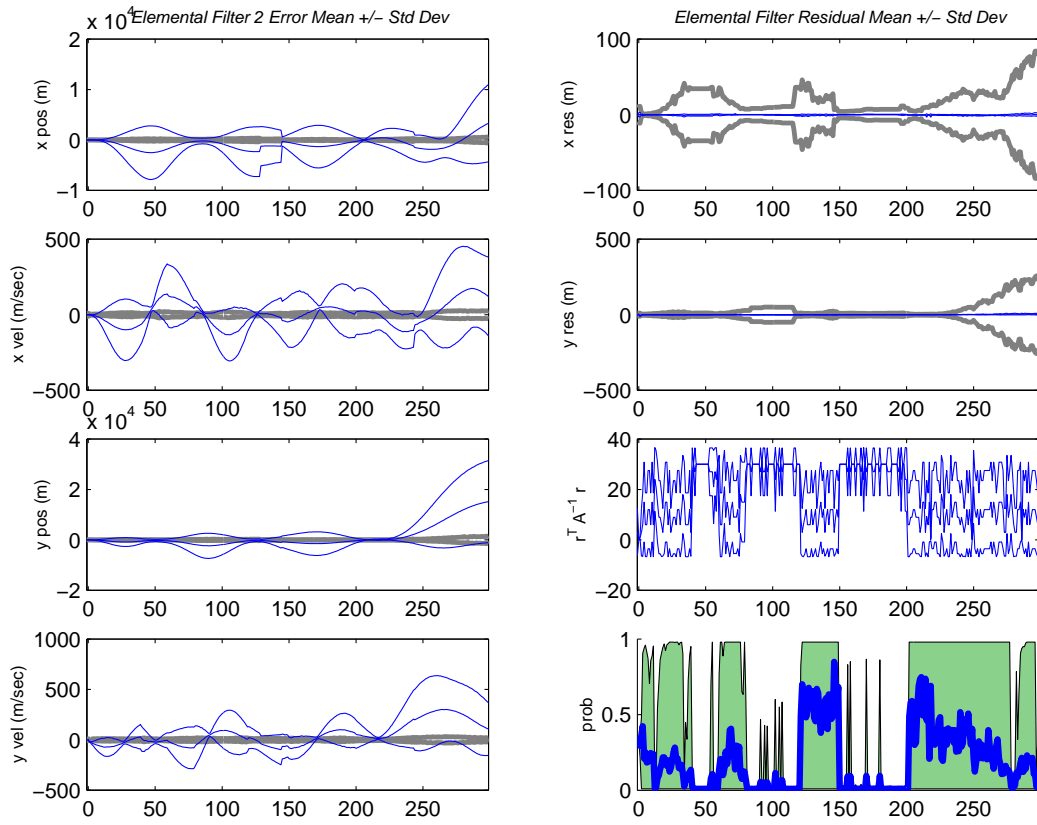 Elemental Filter 2 Error Mean +/− Std Dev
x 10⁴
2
1
0
−1
x pos (m)
0 50 100 150 200 250
500
0
−500
x vel (m/sec)
0 50 100 150 200 250
x 10⁴
4
2
0
−2
y pos (m)
0 50 100 150 200 250
1000
500
0
−500
y vel (m/sec)
0 50 100 150 200 250
Elemental Filter Residual Mean +/− Std Dev
100
0
−100
x res (m)
0 50 100 150 200 250
500
0
−500
y res (m)
0 50 100 150 200 250
40
20
0
−20
rᵀ A⁻¹ r
0 50 100 150 200 250
1
0.5
0
prob
0 50 100 150 200 250